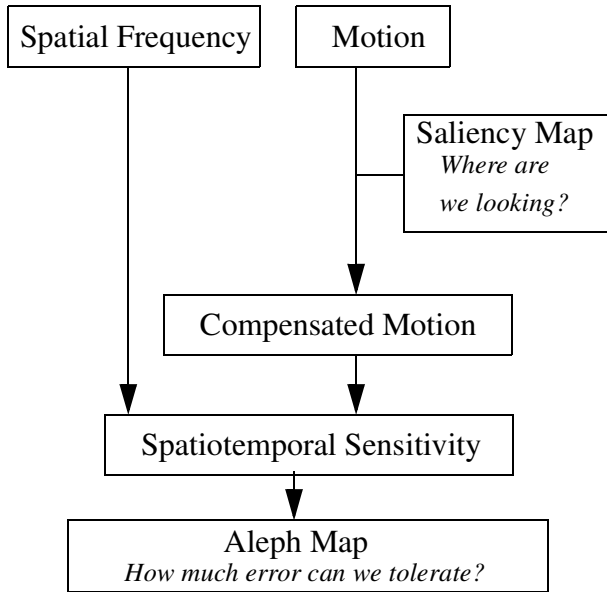 Spatial Frequency
Motion
Saliency Map
Where are
we looking?
Compensated Motion
Spatiotemporal Sensitivity
Aleph Map
How much error can we tolerate?